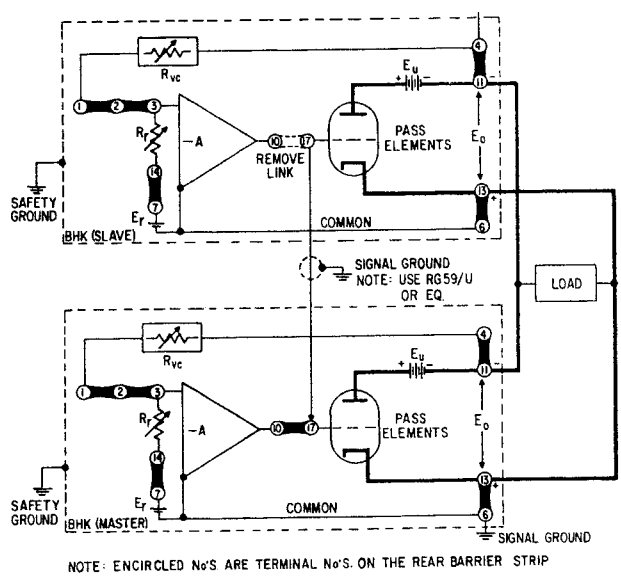 4
Rvc
Eu
+ -
11 -
1 2 3
Rr
-A
10 17
REMOVE
LINK
PASS
ELEMENTS
Eo
14
13
+
7
Er
COMMON
6
SAFETY
GROUND
BHK (SLAVE)
SIGNAL GROUND
NOTE: USE RG59/U
OR EQ.
LOAD
4
Rvc
Eu
+ -
11 -
1 2 3
Rr
-A
10 17
PASS
ELEMENTS
Eo
14
13
+
7
Er
COMMON
6
SAFETY
GROUND
BHK (MASTER)
SIGNAL GROUND
NOTE: ENCIRCLED No'S. ARE TERMINAL No'S. ON THE REAR BARRIER STRIP